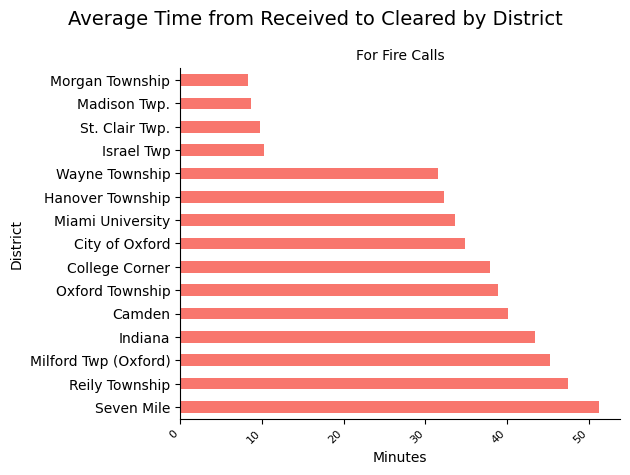 Average Time from Received to Cleared by District
For Fire Calls
Morgan Township
Madison Twp.
St. Clair Twp.
Israel Twp
Wayne Township
Hanover Township
Miami University
City of Oxford
College Corner
Oxford Township
Camden
Indiana
Milford Twp (Oxford)
Reily Township
Seven Mile
District
0 10 20 30 40 50
Minutes